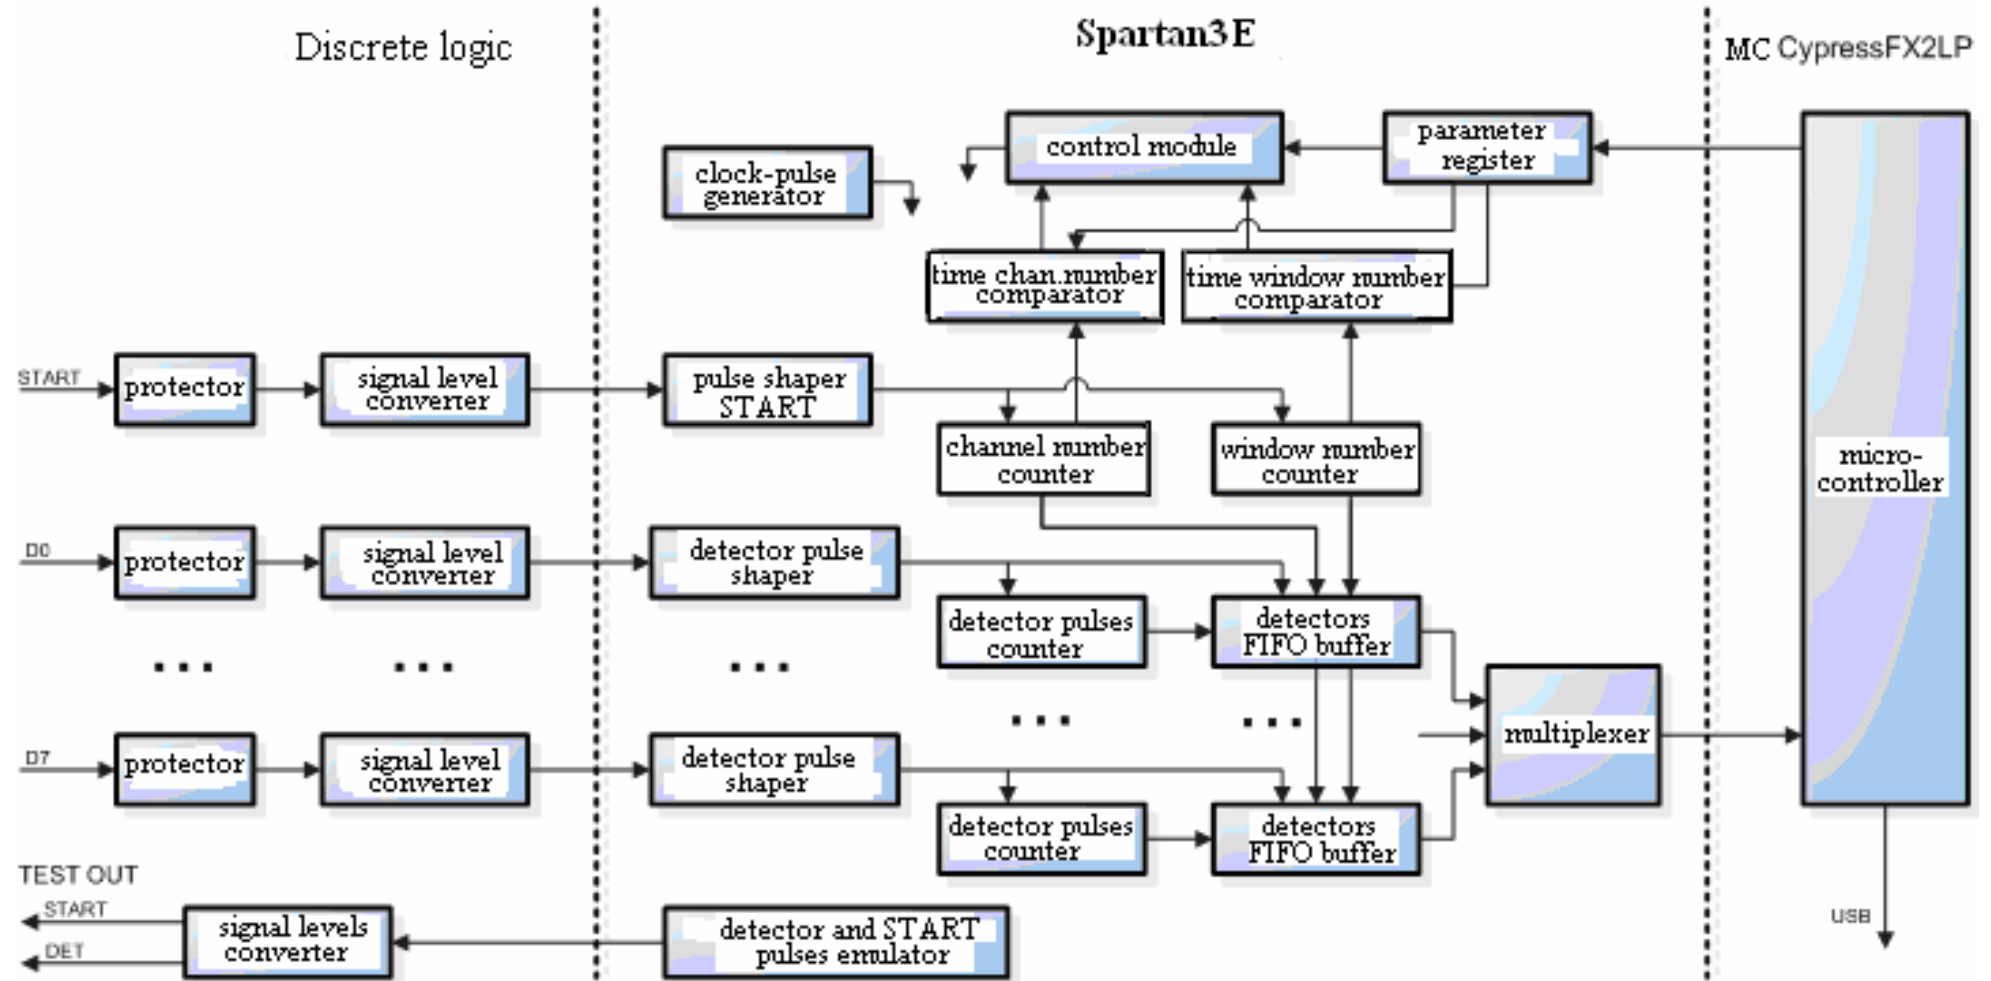 Discrete logic
Spartan3E
MC CypressFX2LP
control module
parameter
register
clock-pulse
generator
time chan.number
comparator
time window number
comparator
START
protector
signal level
converter
pulse shaper
START
channel number
counter
window number
counter
micro-
controller
D0
protector
signal level
converter
detector pulse
shaper
detector pulses
counter
detectors
FIFO buffer
... ... ...
... ...
multiplexer
D7
protector
signal level
converter
detector pulse
shaper
detector pulses
counter
detectors
FIFO buffer
TEST OUT
START
DET
signal levels
converter
detector and START
pulses emulator
USB